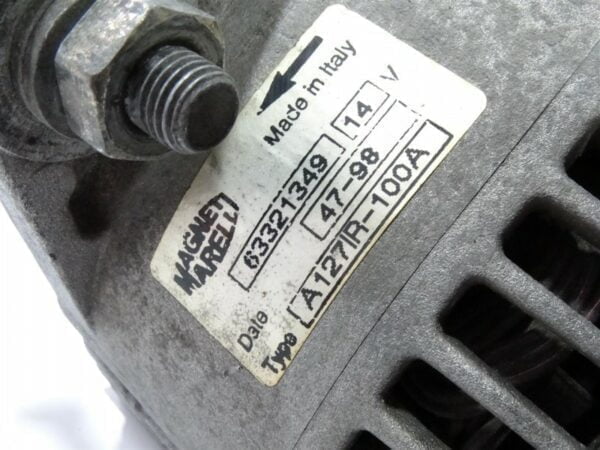 Made in Italy
MAGNETI
MARELLI
63321349 14 V
Date 47-98
Type A127IR-100A